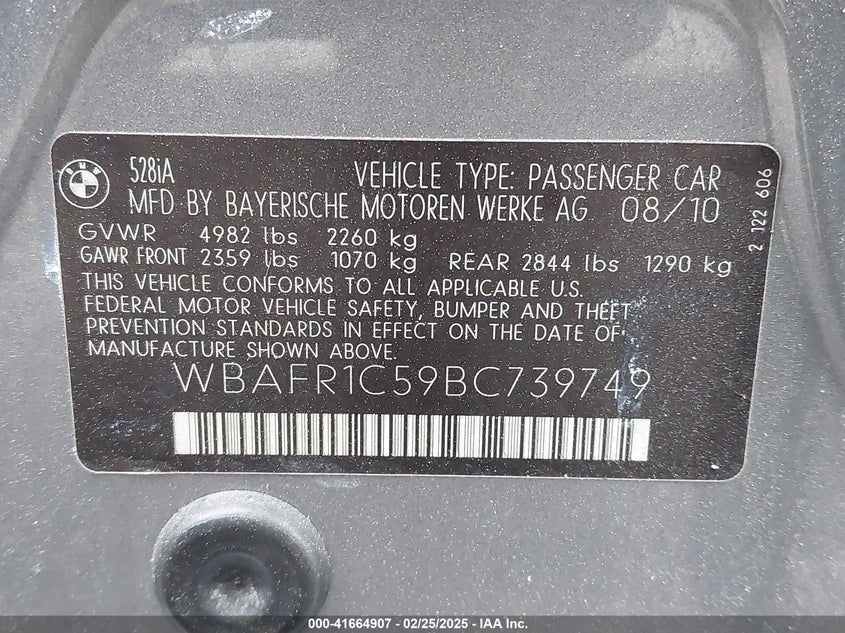 BMW
528iA
VEHICLE TYPE: PASSENGER CAR
MFD BY BAYERISCHE MOTOREN WERKE AG 08/10
GVWR 4982 lbs 2260 kg
GAWR FRONT 2359 lbs 1070 kg REAR 2844 lbs 1290 kg
THIS VEHICLE CONFORMS TO ALL APPLICABLE U.S.
FEDERAL MOTOR VEHICLE SAFETY, BUMPER AND THEFT
PREVENTION STANDARDS IN EFFECT ON THE DATE OF
MANUFACTURE SHOWN ABOVE.
WBAFR1C59BC739749
2 122 606
000-41664907 - 02/25/2025 - IAA Inc.